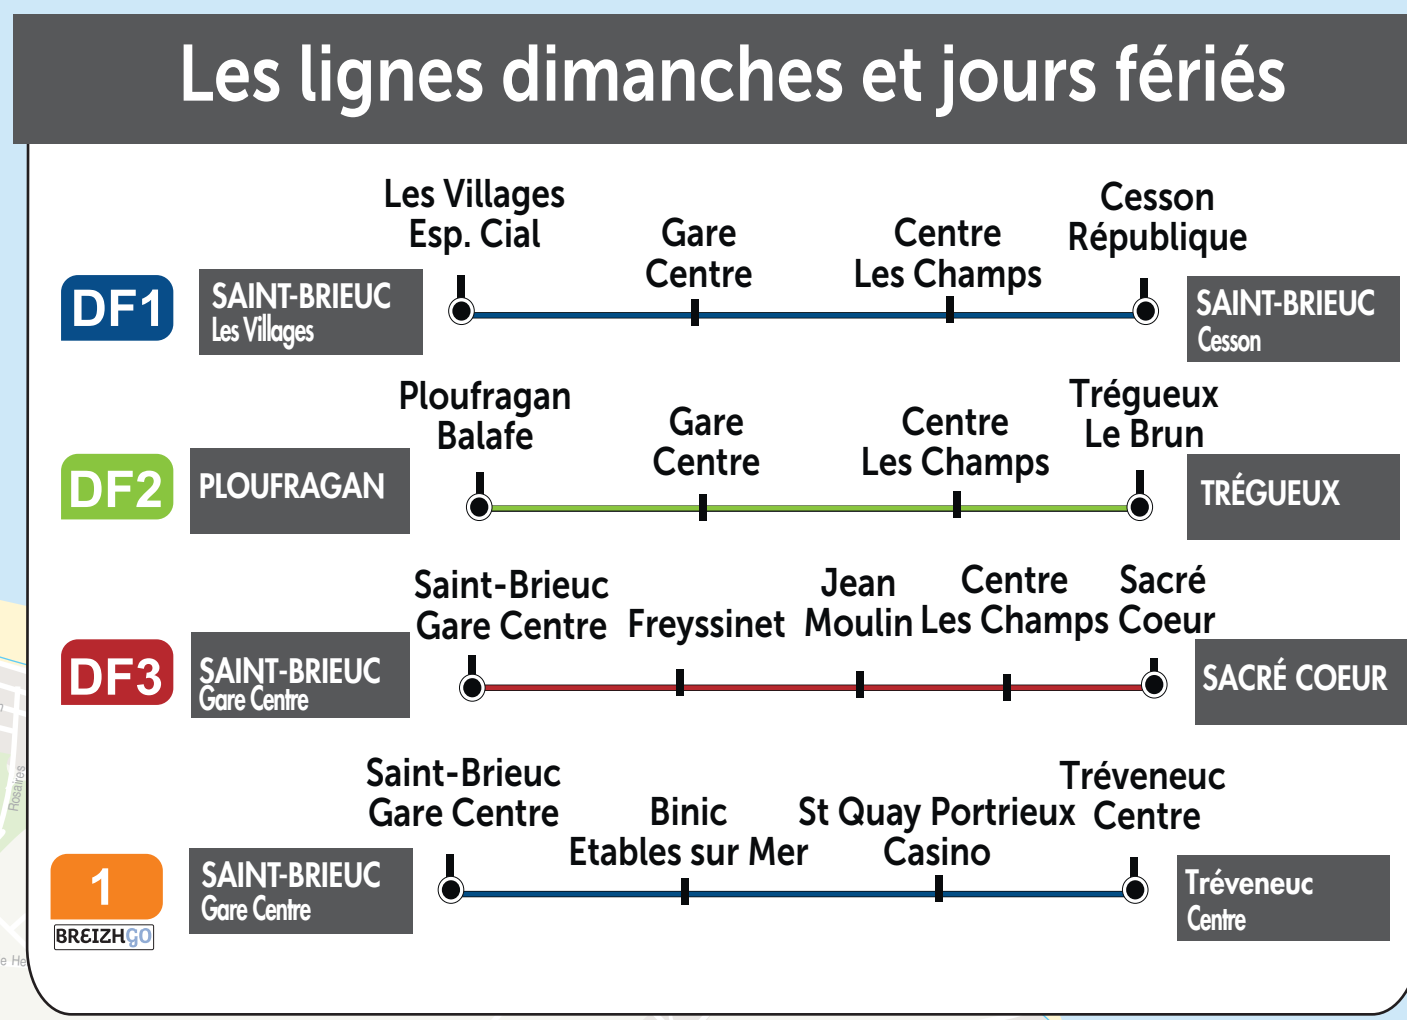 Les lignes dimanches et jours fériés
DF1
SAINT-BRIEUC
Les Villages
Les Villages
Esp. Cial
Gare
Centre
Centre
Les Champs
Cesson
République
SAINT-BRIEUC
Cesson
DF2
PLOUFRAGAN
Ploufragan
Balafe
Gare
Centre
Centre
Les Champs
Trégueux
Le Brun
TRÉGUEUX
DF3
SAINT-BRIEUC
Gare Centre
Saint-Brieuc
Gare Centre
Freyssinet
Jean
Moulin
Centre
Les Champs
Sacré
Coeur
SACRÉ COEUR
1
BREIZHGO
SAINT-BRIEUC
Gare Centre
Saint-Brieuc
Gare Centre
Binic
Etables sur Mer
St Quay Portrieux
Casino
Tréveneuc
Centre
Tréveneuc
Centre
Rosaires